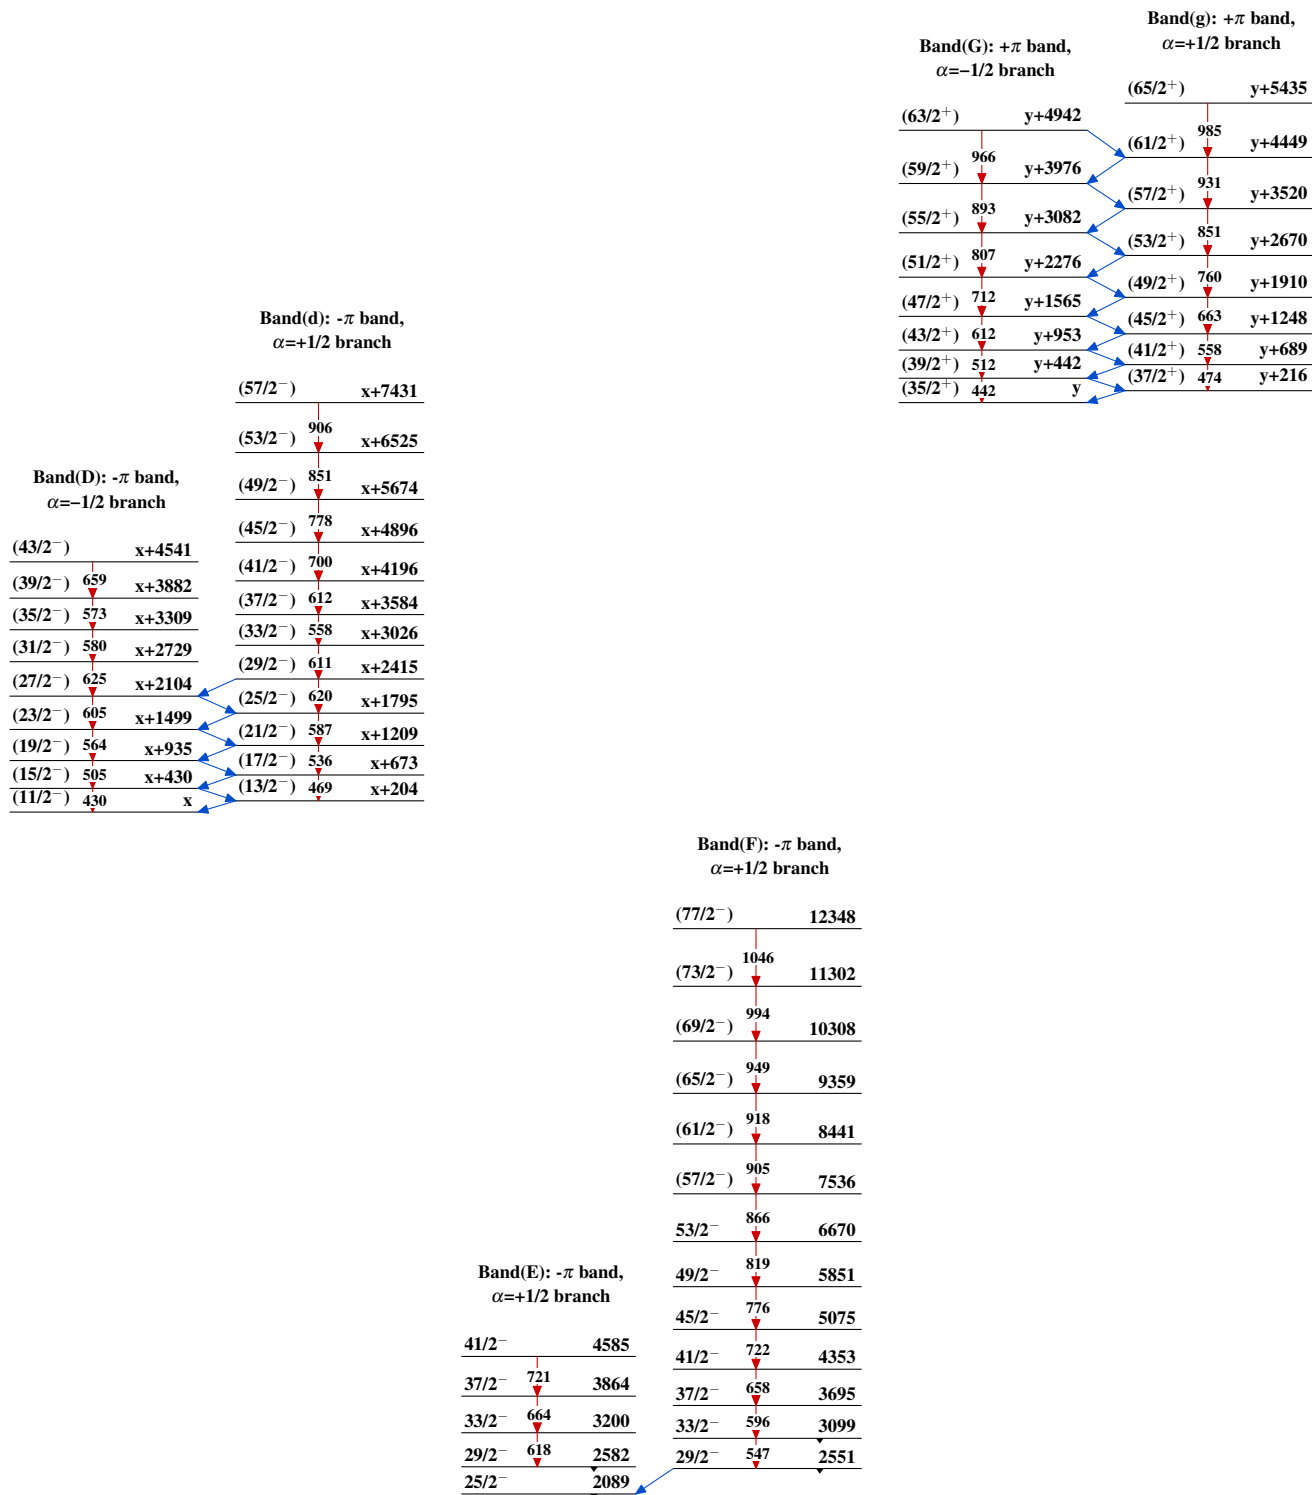 Band(D): -π band,
α=−1/2 branch
(43/2⁻) x+4541
659
(39/2⁻) x+3882
573
(35/2⁻) x+3309
580
(31/2⁻) x+2729
625
(27/2⁻) x+2104
605
(23/2⁻) x+1499
564
(19/2⁻) x+935
505
(15/2⁻) x+430
430
(11/2⁻) x
Band(d): -π band,
α=+1/2 branch
(57/2⁻) x+7431
906
(53/2⁻) x+6525
851
(49/2⁻) x+5674
778
(45/2⁻) x+4896
700
(41/2⁻) x+4196
612
(37/2⁻) x+3584
558
(33/2⁻) x+3026
611
(29/2⁻) x+2415
620
(25/2⁻) x+1795
587
(21/2⁻) x+1209
536
(17/2⁻) x+673
469
(13/2⁻) x+204
Band(E): -π band,
α=+1/2 branch
41/2⁻ 4585
721
37/2⁻ 3864
664
33/2⁻ 3200
618
29/2⁻ 2582
25/2⁻ 2089
Band(F): -π band,
α=+1/2 branch
(77/2⁻) 12348
1046
(73/2⁻) 11302
994
(69/2⁻) 10308
949
(65/2⁻) 9359
918
(61/2⁻) 8441
905
(57/2⁻) 7536
866
53/2⁻ 6670
819
49/2⁻ 5851
776
45/2⁻ 5075
722
41/2⁻ 4353
658
37/2⁻ 3695
596
33/2⁻ 3099
547
29/2⁻ 2551
Band(G): +π band,
α=−1/2 branch
(63/2⁺) y+4942
966
(59/2⁺) y+3976
893
(55/2⁺) y+3082
807
(51/2⁺) y+2276
712
(47/2⁺) y+1565
612
(43/2⁺) y+953
512
(39/2⁺) y+442
442
(35/2⁺) y
Band(g): +π band,
α=+1/2 branch
(65/2⁺) y+5435
985
(61/2⁺) y+4449
931
(57/2⁺) y+3520
851
(53/2⁺) y+2670
760
(49/2⁺) y+1910
663
(45/2⁺) y+1248
558
(41/2⁺) y+689
474
(37/2⁺) y+216